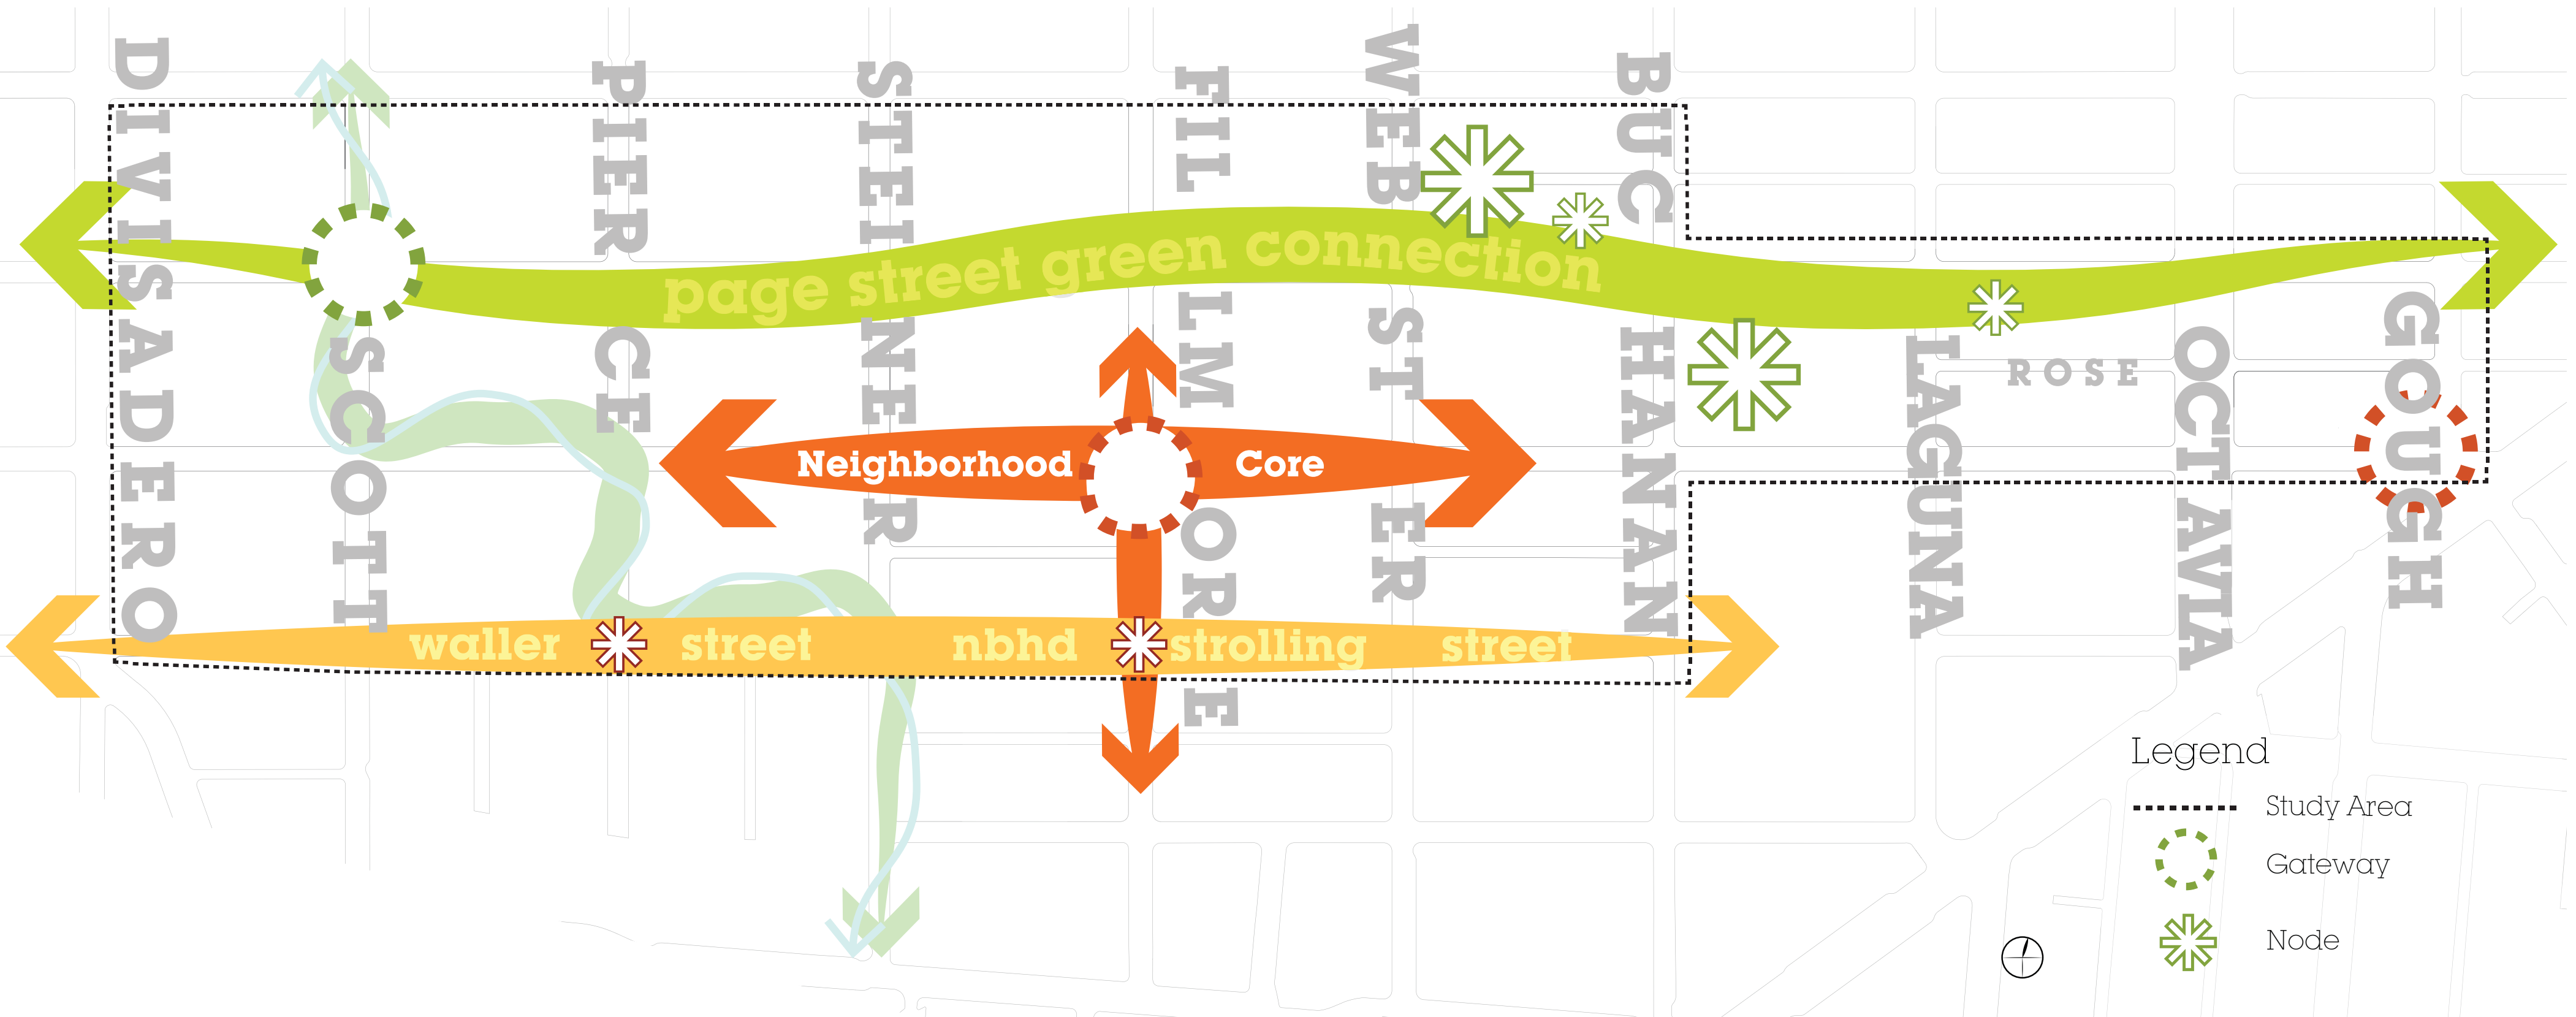 DIVISADERO
SCOTT
PIERCE
STEINER
FILLMORE
WEBSTER
BUCHANAN
LAGUNA
OCTAVIA
GOUGH
page street green connection
ROSE
Neighborhood Core
waller street nbhd strolling street
Legend
Study Area
Gateway
Node